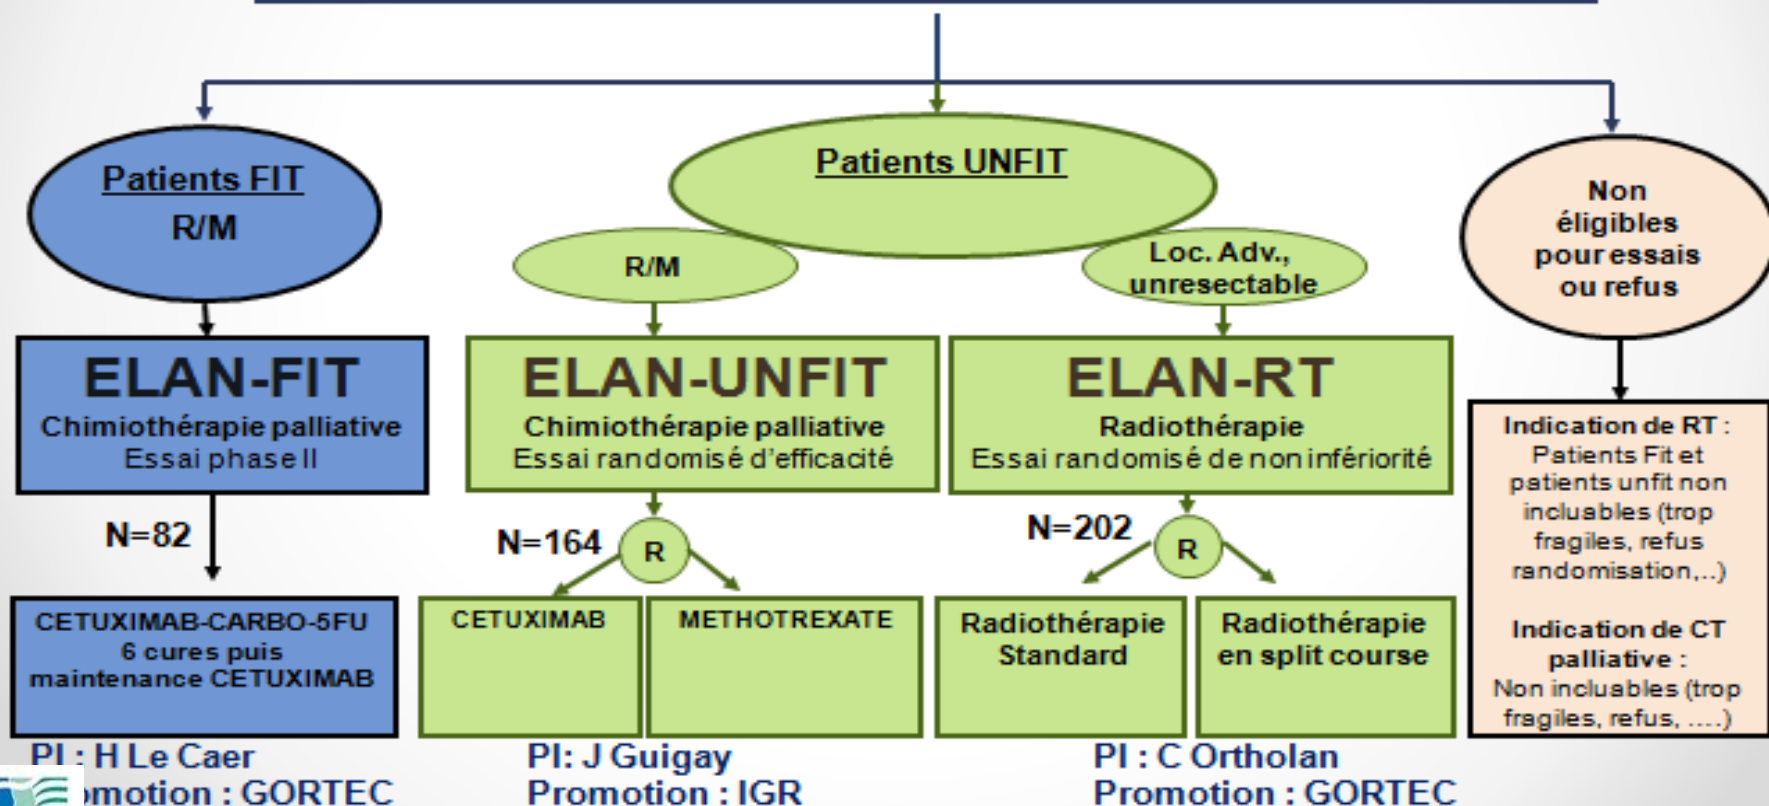 Patients FIT
R/M
Patients UNFIT
R/M
Loc. Adv.,
unresectable
Non
éligibles
pour essais
ou refus
ELAN-FIT
Chimiothérapie palliative
Essai phase II
ELAN-UNFIT
Chimiothérapie palliative
Essai randomisé d'efficacité
ELAN-RT
Radiothérapie
Essai randomisé de non infériorité
N=82
N=164
R
N=202
R
CETUXIMAB-CARBO-5FU
6 cures puis
maintenance CETUXIMAB
CETUXIMAB
METHOTREXATE
Radiothérapie
Standard
Radiothérapie
en split course
Indication de RT :
Patients Fit et
patients unfit non
incluables (trop
fragiles, refus
randomisation,..)
Indication de CT
palliative :
Non incluables (trop
fragiles, refus, ....)
PI : H Le Caer
omotion : GORTEC
PI: J Guigay
Promotion : IGR
PI : C Ortholan
Promotion : GORTEC